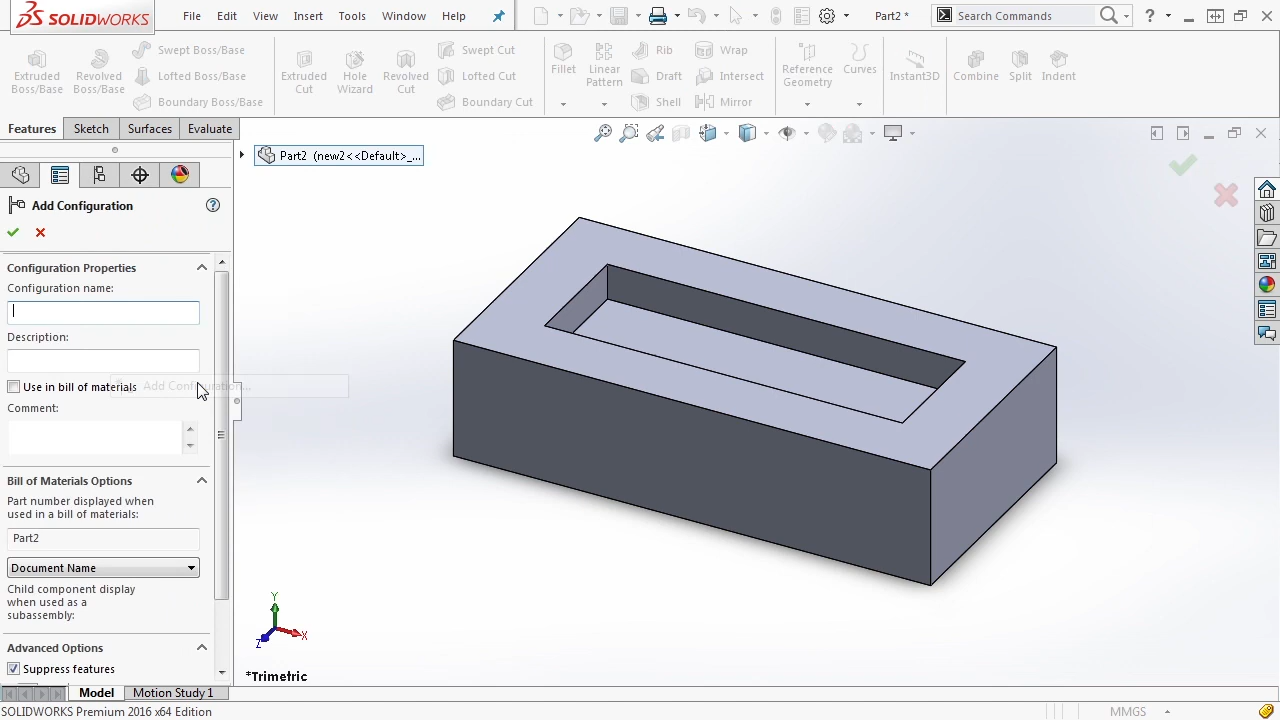 SOLIDWORKS
File Edit View Insert Tools Window Help
Part2 *
Search Commands
Extruded Boss/Base
Revolved Boss/Base
Swept Boss/Base
Lofted Boss/Base
Boundary Boss/Base
Extruded Cut
Hole Wizard
Revolved Cut
Swept Cut
Lofted Cut
Boundary Cut
Fillet
Linear Pattern
Rib
Draft
Shell
Wrap
Intersect
Mirror
Reference Geometry
Curves
Instant3D
Combine
Split
Indent
Features Sketch Surfaces Evaluate
Part2 (new2<<Default>_...
Add Configuration
Configuration Properties
Configuration name:
Description:
Use in bill of materials
Add Configuration...
Comment:
Bill of Materials Options
Part number displayed when
used in a bill of materials:
Part2
Document Name
Child component display
when used as a
subassembly:
Advanced Options
Suppress features
Y
X
Z
*Trimetric
Model Motion Study 1
SOLIDWORKS Premium 2016 x64 Edition
MMGS